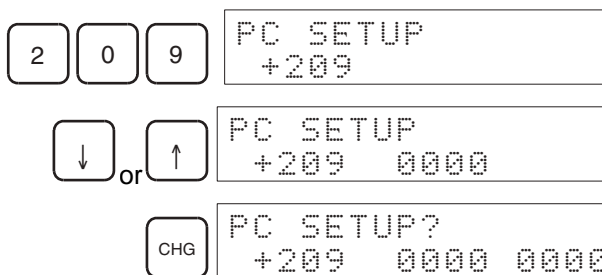 2 0 9 PC SETUP
+209
↓ or ↑ PC SETUP
+209 0000
CHG PC SETUP?
+209 0000 0000